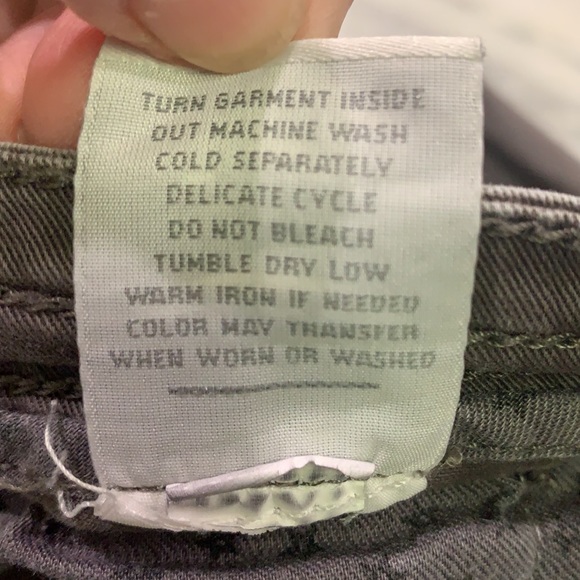 TURN GARMENT INSIDE
OUT MACHINE WASH
COLD SEPARATELY
DELICATE CYCLE
DO NOT BLEACH
TUMBLE DRY LOW
WARM IRON IF NEEDED
COLOR MAY TRANSFER
WHEN WORN OR WASHED